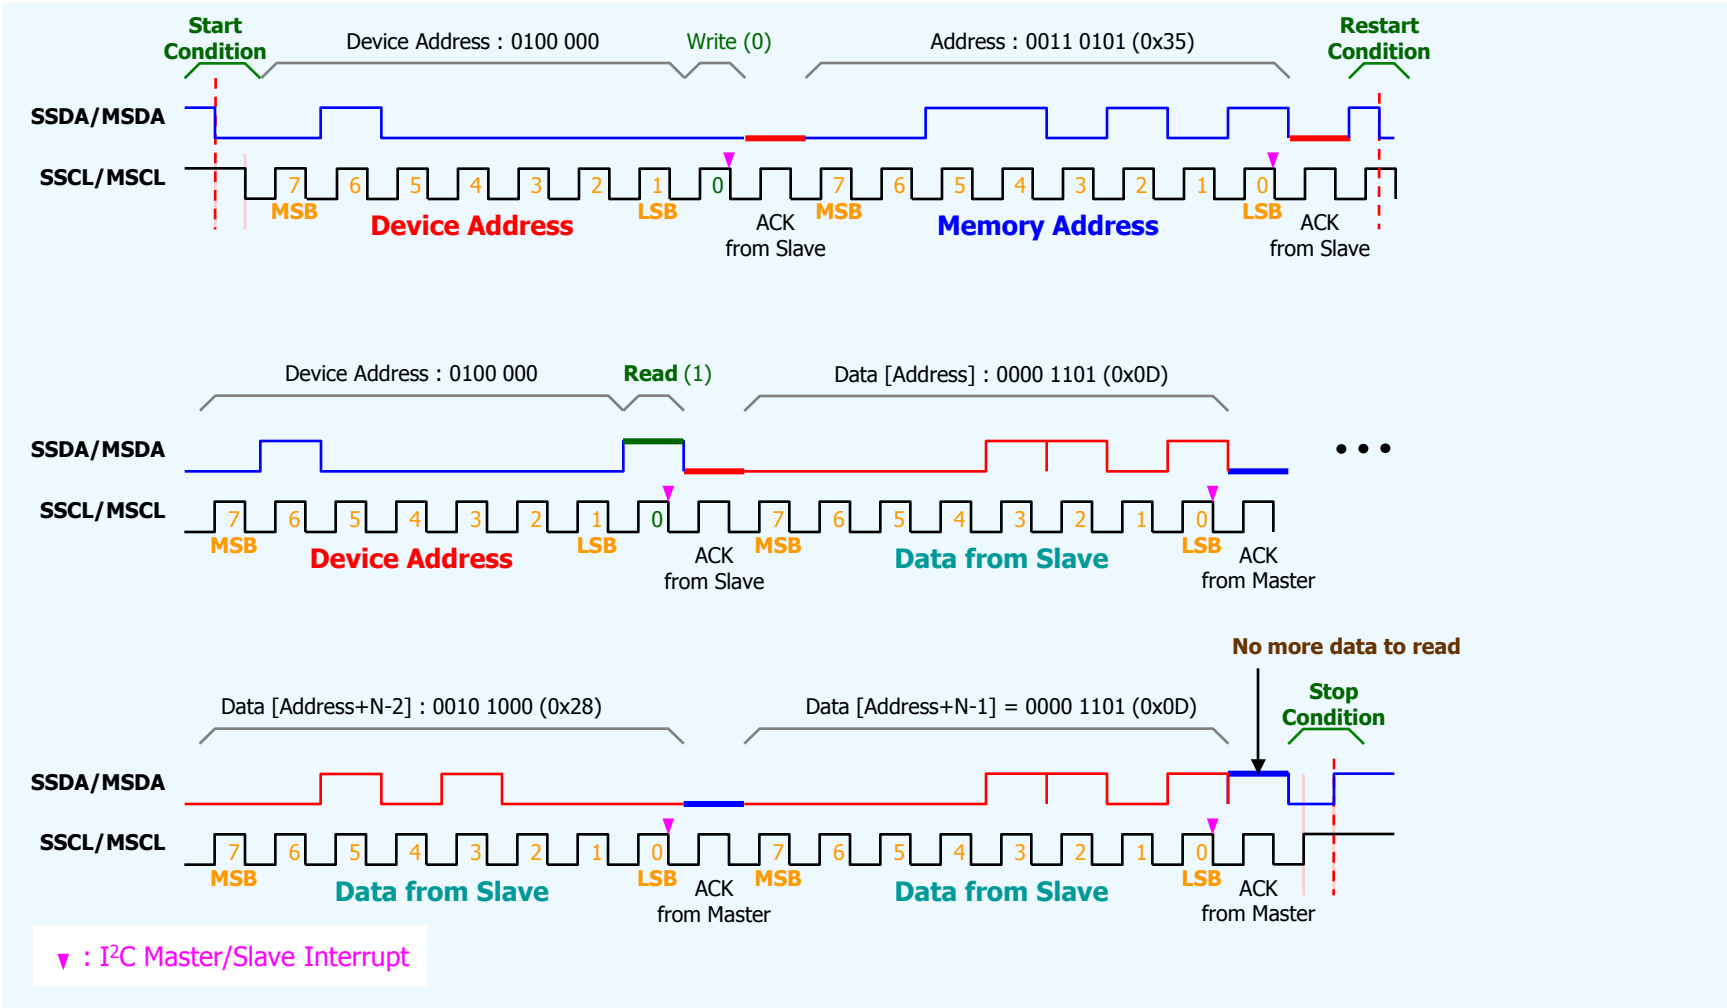 Start
Condition
Device Address : 0100 000
Write (0)
Address : 0011 0101 (0x35)
Restart
Condition
SSDA/MSDA
SSCL/MSCL
7 6 5 4 3 2 1 0 7 6 5 4 3 2 1 0
MSB LSB MSB LSB
Device Address
ACK
from Slave
Memory Address
ACK
from Slave
Device Address : 0100 000
Read (1)
Data [Address] : 0000 1101 (0x0D)
SSDA/MSDA
• • •
SSCL/MSCL
7 6 5 4 3 2 1 0 7 6 5 4 3 2 1 0
MSB LSB MSB LSB
Device Address
ACK
from Slave
Data from Slave
ACK
from Master
No more data to read
Data [Address+N-2] : 0010 1000 (0x28)
Data [Address+N-1] = 0000 1101 (0x0D)
Stop
Condition
SSDA/MSDA
SSCL/MSCL
7 6 5 4 3 2 1 0 7 6 5 4 3 2 1 0
MSB LSB MSB LSB
Data from Slave
ACK
from Master
Data from Slave
ACK
from Master
: I²C Master/Slave Interrupt